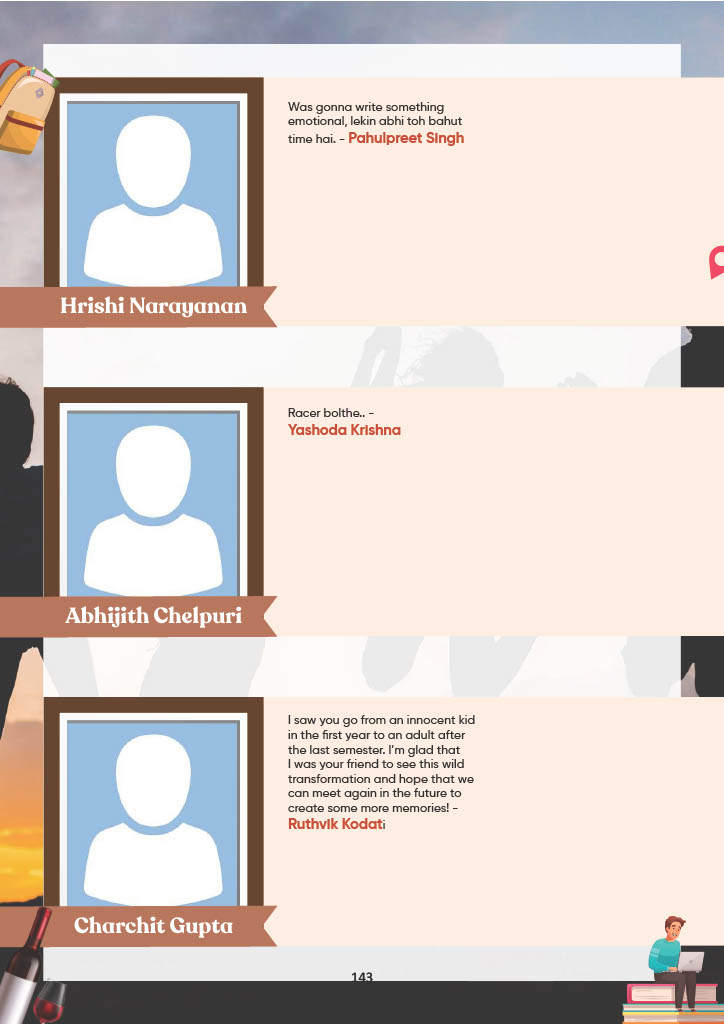 Was gonna write something
emotional, lekin abhi toh bahut
time hai. - Pahulpreet Singh
Hrishi Narayanan
Racer bolthe.. -
Yashoda Krishna
Abhijith Chelpuri
I saw you go from an innocent kid
in the first year to an adult after
the last semester. I'm glad that
I was your friend to see this wild
transformation and hope that we
can meet again in the future to
create some more memories! -
Ruthvik Kodati
Charchit Gupta
143